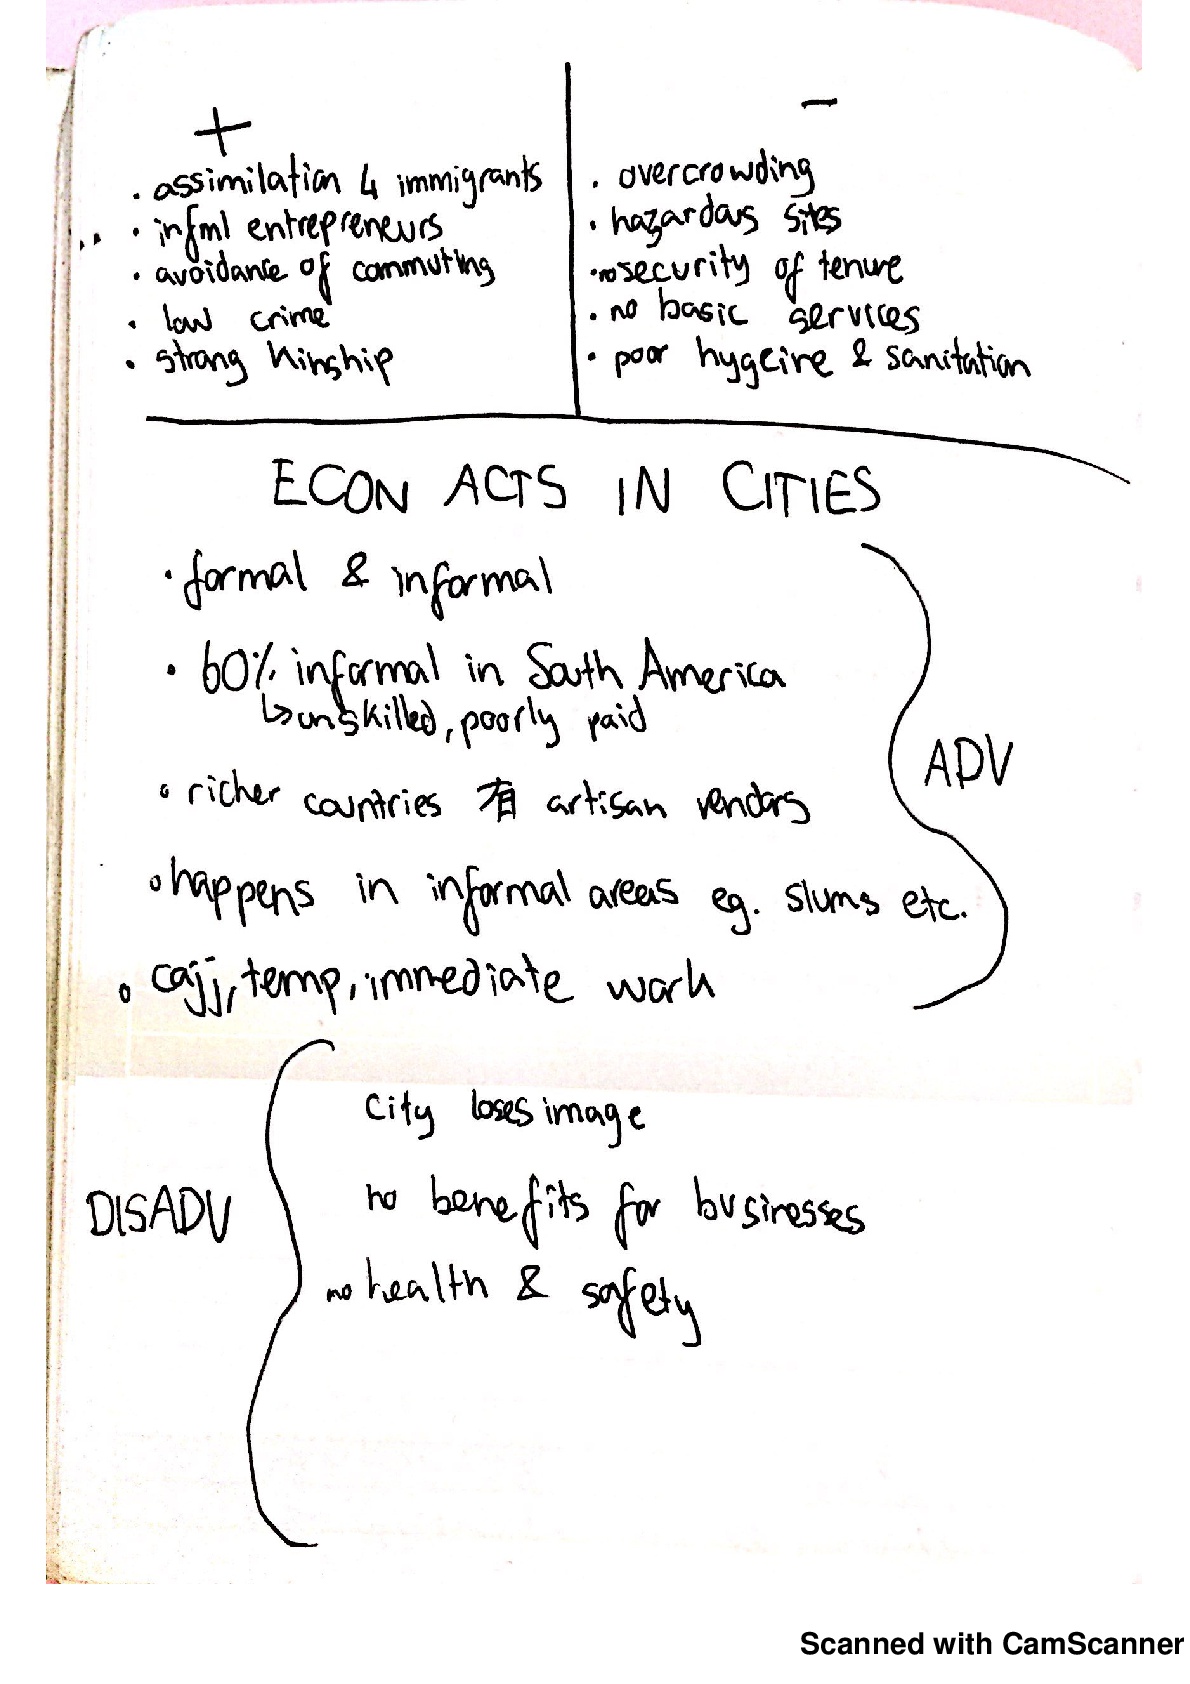 +
• assimilation 4 immigrants
• infml entrepreneurs
• avoidance of commuting
• low crime
• strong kinship
-
• overcrowding
• hazardous sites
• no security of tenure
• no basic services
• poor hygeine & sanitation
ECON ACTS IN CITIES
• formal & informal
• 60% informal in South America
↳ unskilled, poorly paid
• richer countries 有 artisan vendors
• happens in informal areas eg. slums etc.
• temp, immediate work
ADV
DISADV
city loses image
no benefits for businesses
no health & safety
Scanned with CamScanner